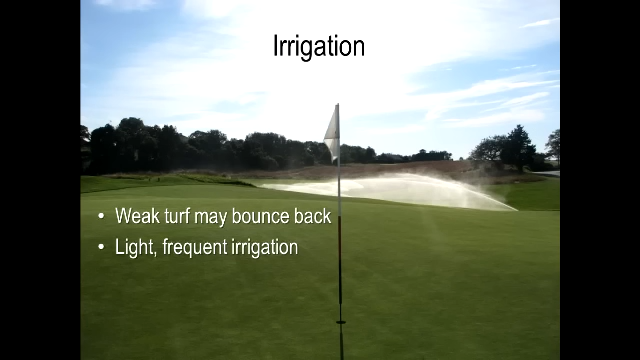 Irrigation
• Weak turf may bounce back
• Light, frequent irrigation